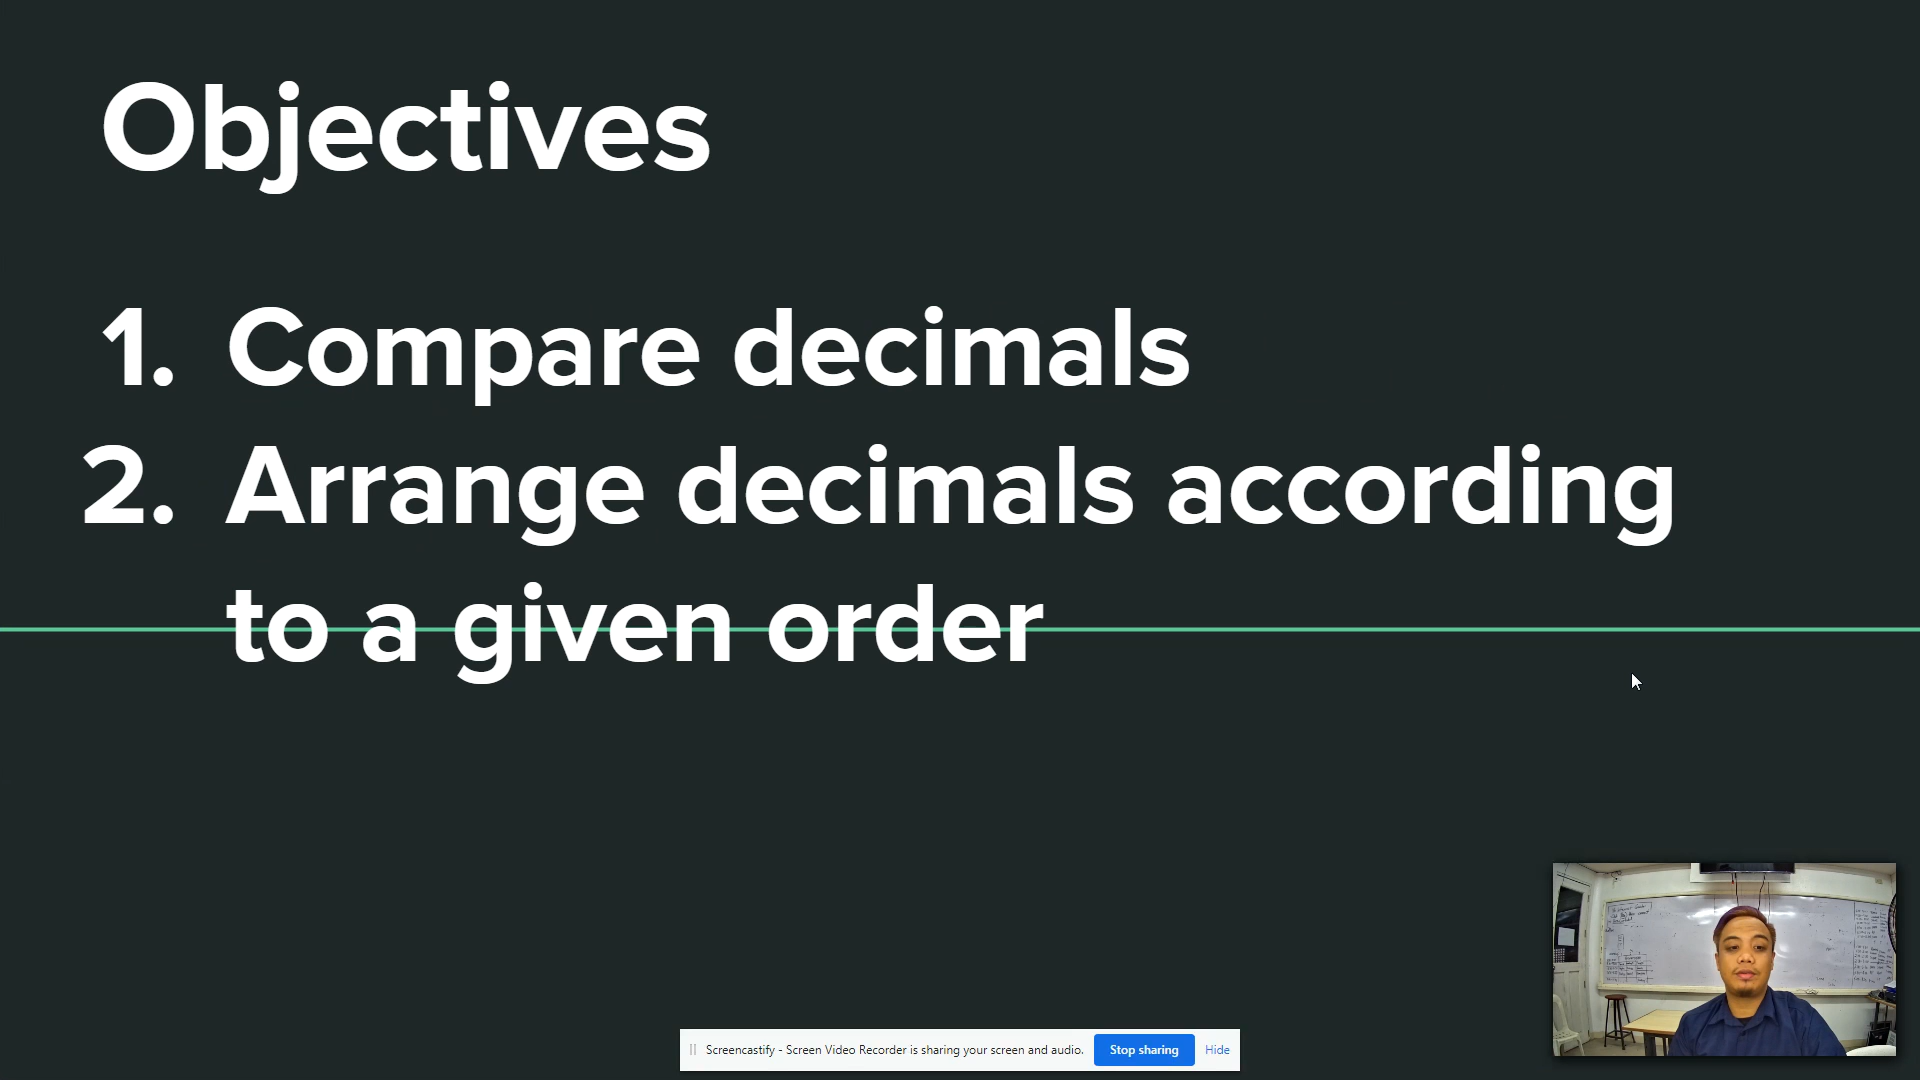 Objectives
1. Compare decimals
2. Arrange decimals according
to a given order
Screencastify - Screen Video Recorder is sharing your screen and audio.
Stop sharing
Hide